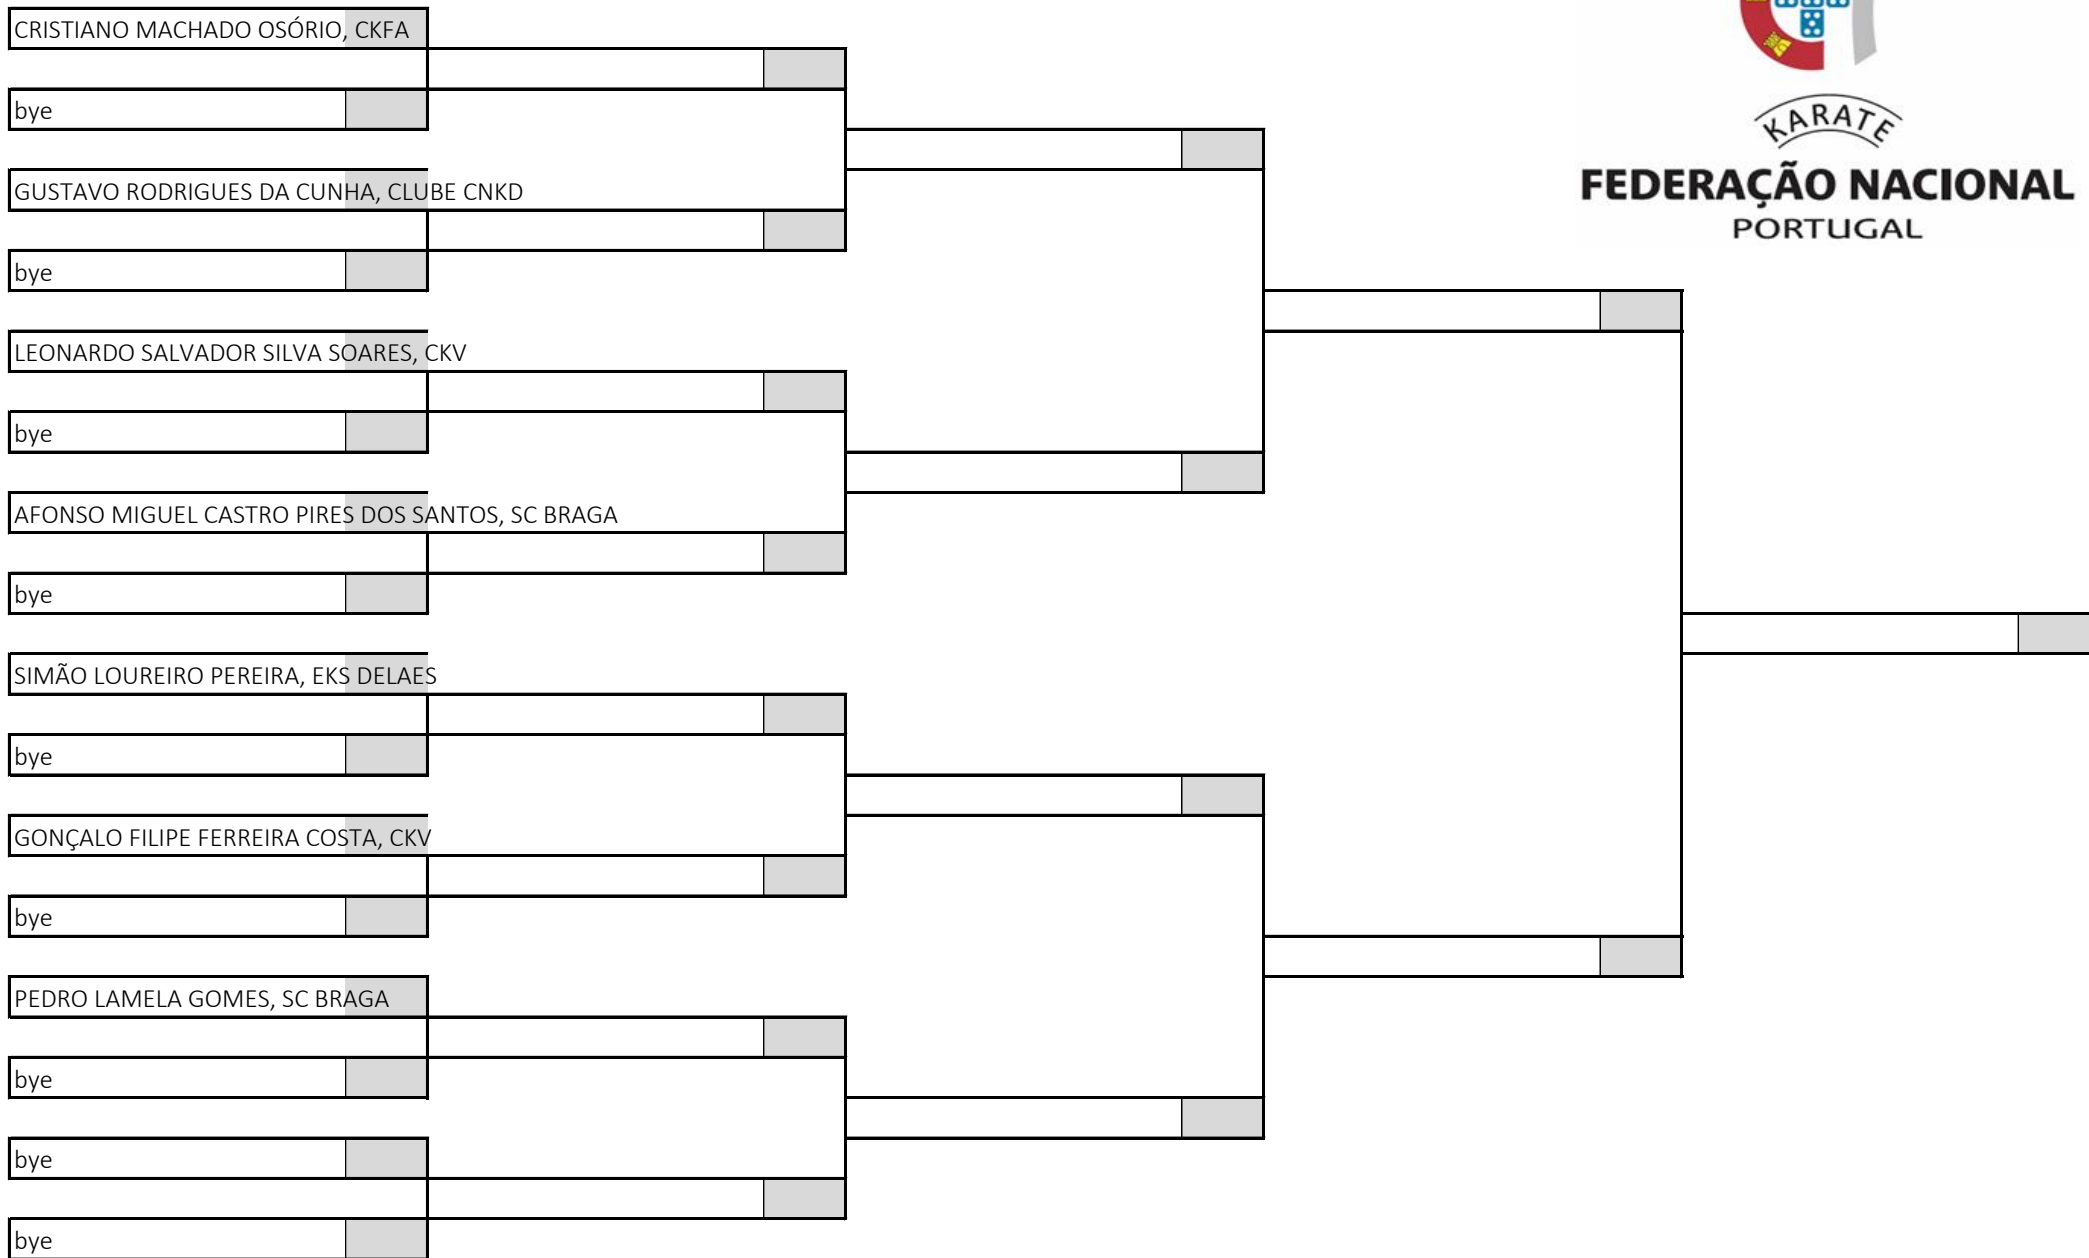 CRISTIANO MACHADO OSÓRIO, CKFA
bye
GUSTAVO RODRIGUES DA CUNHA, CLUBE CNKD
bye
LEONARDO SALVADOR SILVA SOARES, CKV
bye
AFONSO MIGUEL CASTRO PIRES DOS SANTOS, SC BRAGA
bye
SIMÃO LOUREIRO PEREIRA, EKS DELAES
bye
GONÇALO FILIPE FERREIRA COSTA, CKV
bye
PEDRO LAMELA GOMES, SC BRAGA
bye
bye
bye
KARATE
FEDERAÇÃO NACIONAL
PORTUGAL